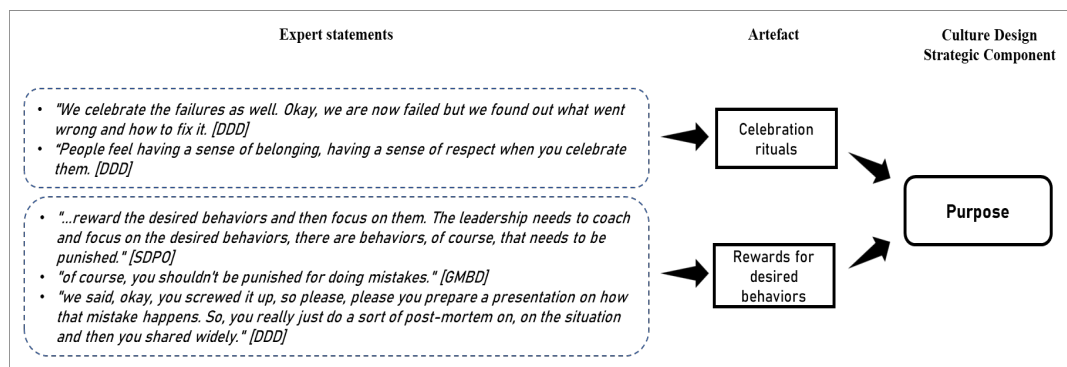 Expert statements
Artefact
Culture Design
Strategic Component
• "We celebrate the failures as well. Okay, we are now failed but we found out what went
wrong and how to fix it. [DDD]
• "People feel having a sense of belonging, having a sense of respect when you celebrate
them. [DDD]
Celebration
rituals
• "...reward the desired behaviors and then focus on them. The leadership needs to coach
and focus on the desired behaviors, there are behaviors, of course, that needs to be
punished." [SDPO]
• "of course, you shouldn't be punished for doing mistakes." [GMBD]
• "we said, okay, you screwed it up, so please, please you prepare a presentation on how
that mistake happens. So, you really just do a sort of post-mortem on, on the situation
and then you shared widely." [DDD]
Rewards for
desired
behaviors
Purpose